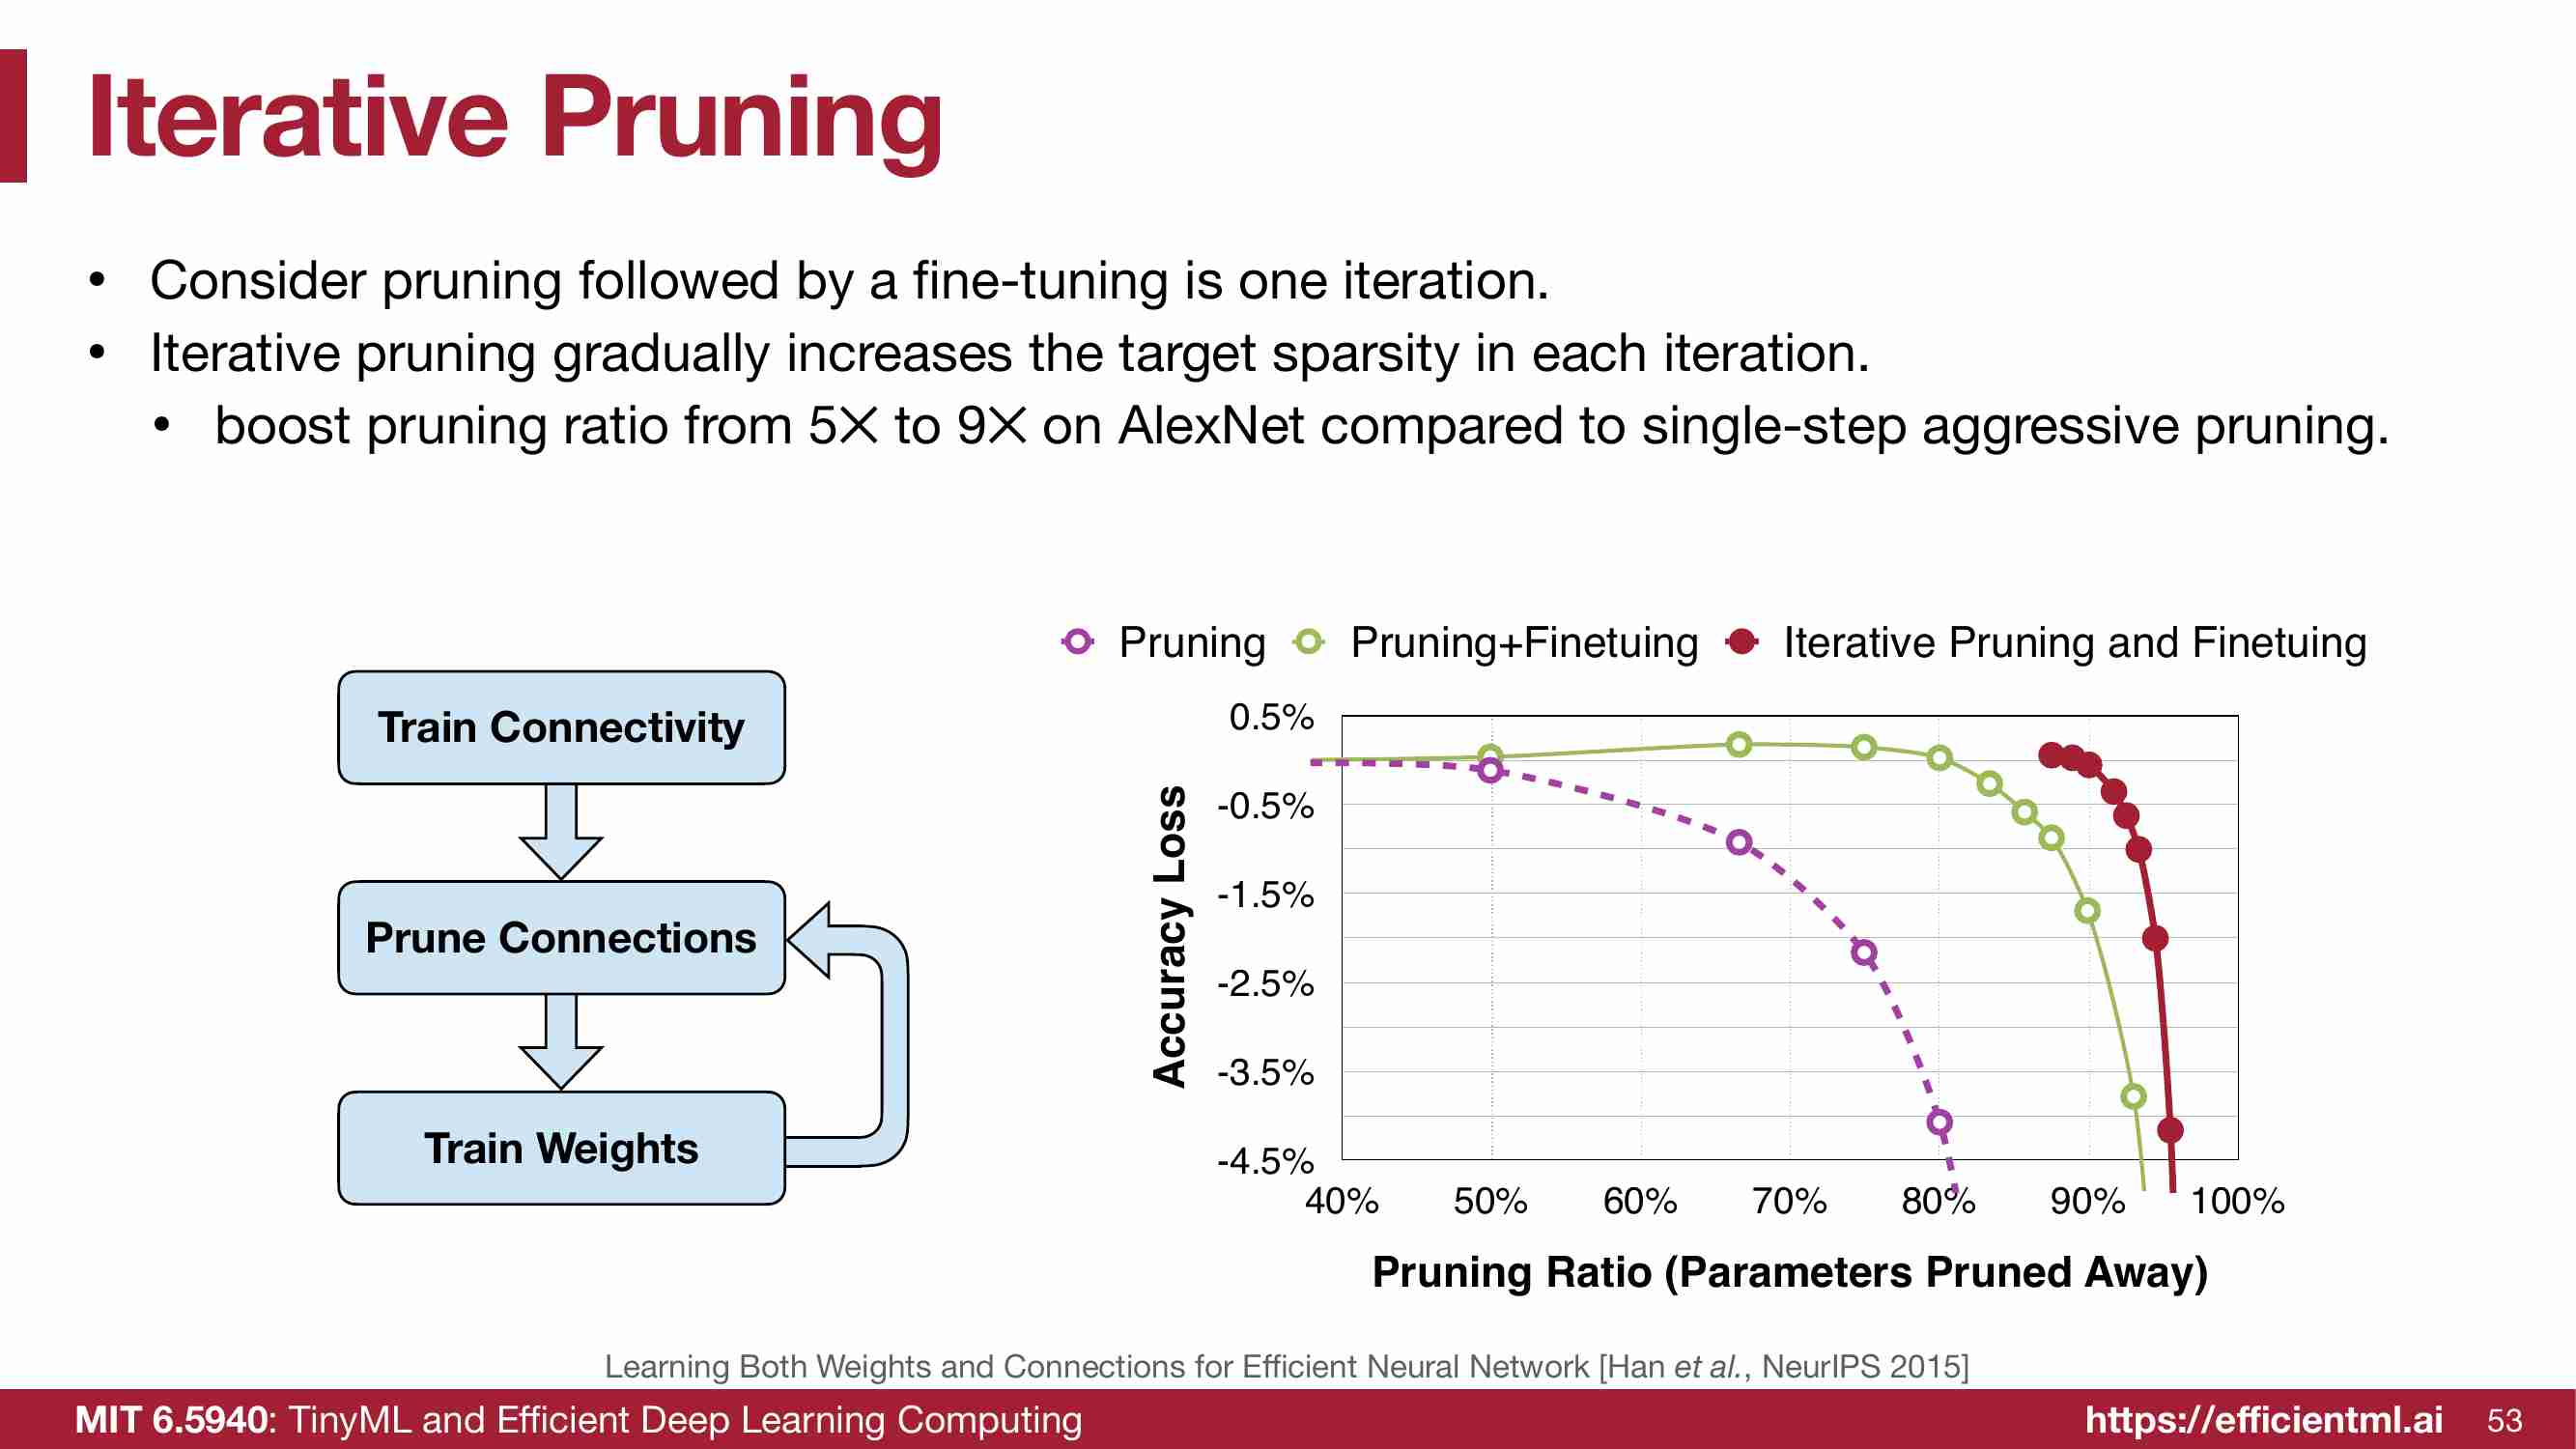 Iterative Pruning
• Consider pruning followed by a fine-tuning is one iteration.
• Iterative pruning gradually increases the target sparsity in each iteration.
• boost pruning ratio from 5✕ to 9✕ on AlexNet compared to single-step aggressive pruning.
Train Connectivity
Prune Connections
Train Weights
Pruning Pruning+Finetuing Iterative Pruning and Finetuing
Accuracy Loss
0.5%
-0.5%
-1.5%
-2.5%
-3.5%
-4.5%
40% 50% 60% 70% 80% 90% 100%
Pruning Ratio (Parameters Pruned Away)
Learning Both Weights and Connections for Efficient Neural Network [Han et al., NeurIPS 2015]
MIT 6.5940: TinyML and Efficient Deep Learning Computing https://efficientml.ai 53